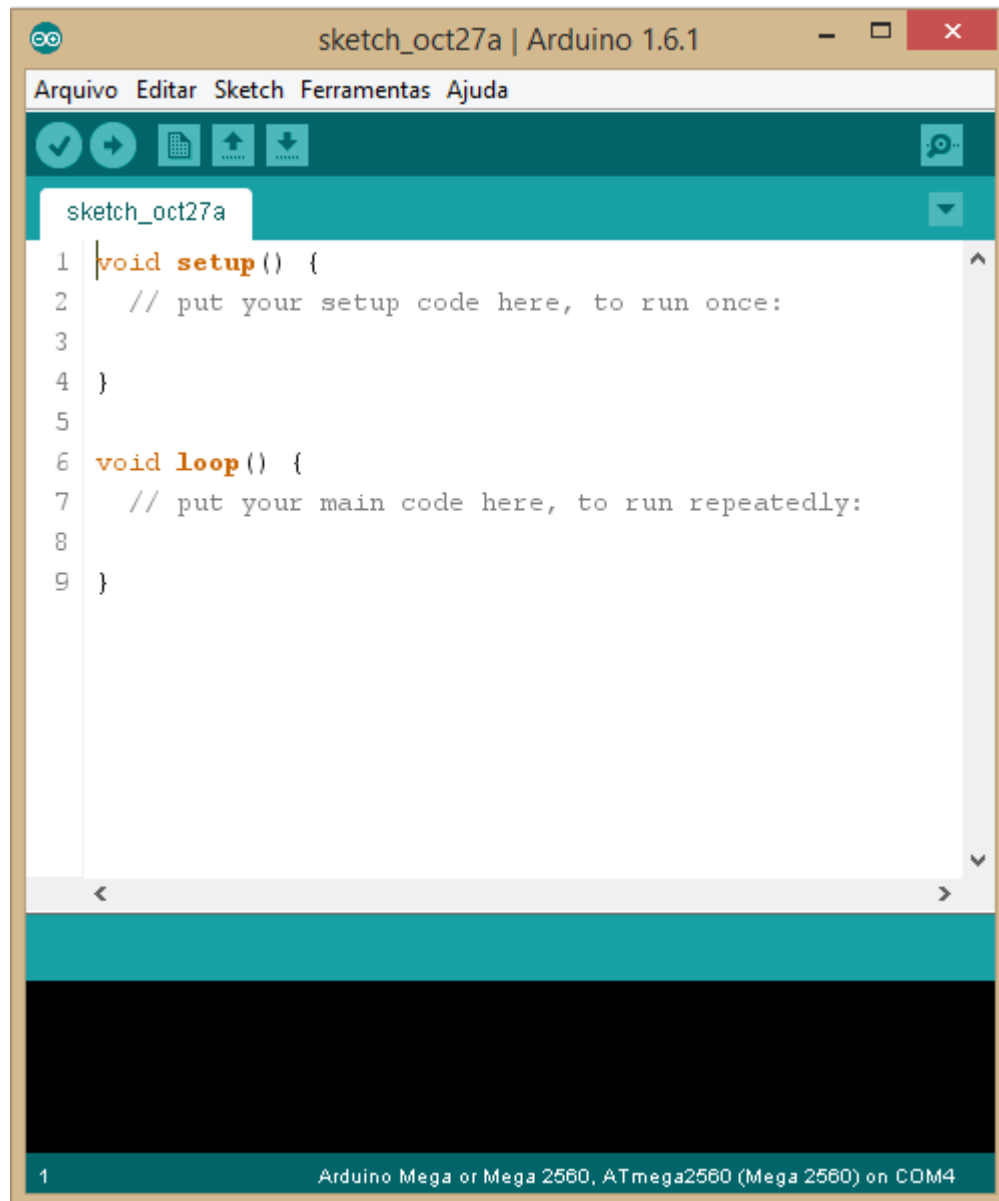 sketch_oct27a | Arduino 1.6.1
Arquivo Editar Sketch Ferramentas Ajuda
sketch_oct27a
1 void setup() {
2 // put your setup code here, to run once:
3
4 }
5
6 void loop() {
7 // put your main code here, to run repeatedly:
8
9 }
1 Arduino Mega or Mega 2560, ATmega2560 (Mega 2560) on COM4